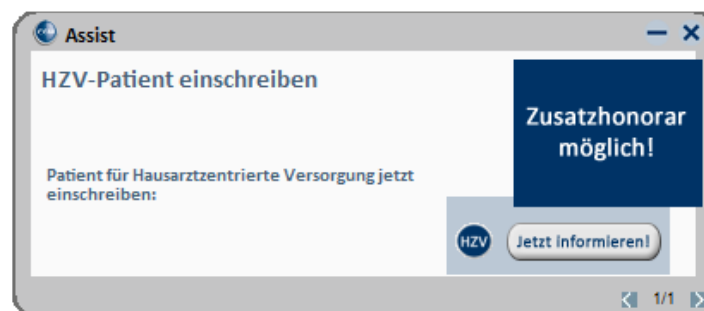 Assist
HZV-Patient einschreiben
Zusatzhonorar
möglich!
Patient für Hausarztzentrierte Versorgung jetzt
einschreiben:
HZV
Jetzt informieren!
1/1